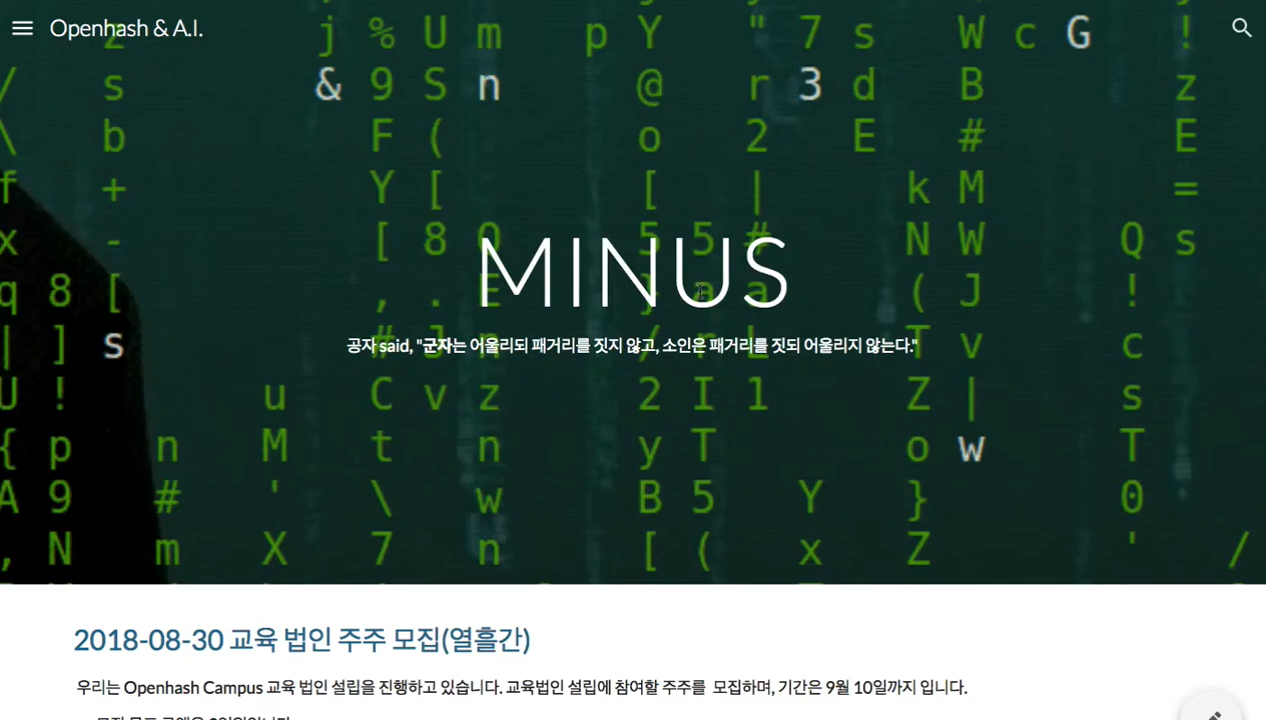 Openhash & A.I.
MINUS
공자 said, "군자는 어울리되 패거리를 짓지 않고, 소인은 패거리를 짓되 어울리지 않는다."
2018-08-30 교육 법인 주주 모집(열흘간)
우리는 Openhash Campus 교육 법인 설립을 진행하고 있습니다. 교육법인 설립에 참여할 주주를 모집하며, 기간은 9월 10일까지 입니다.